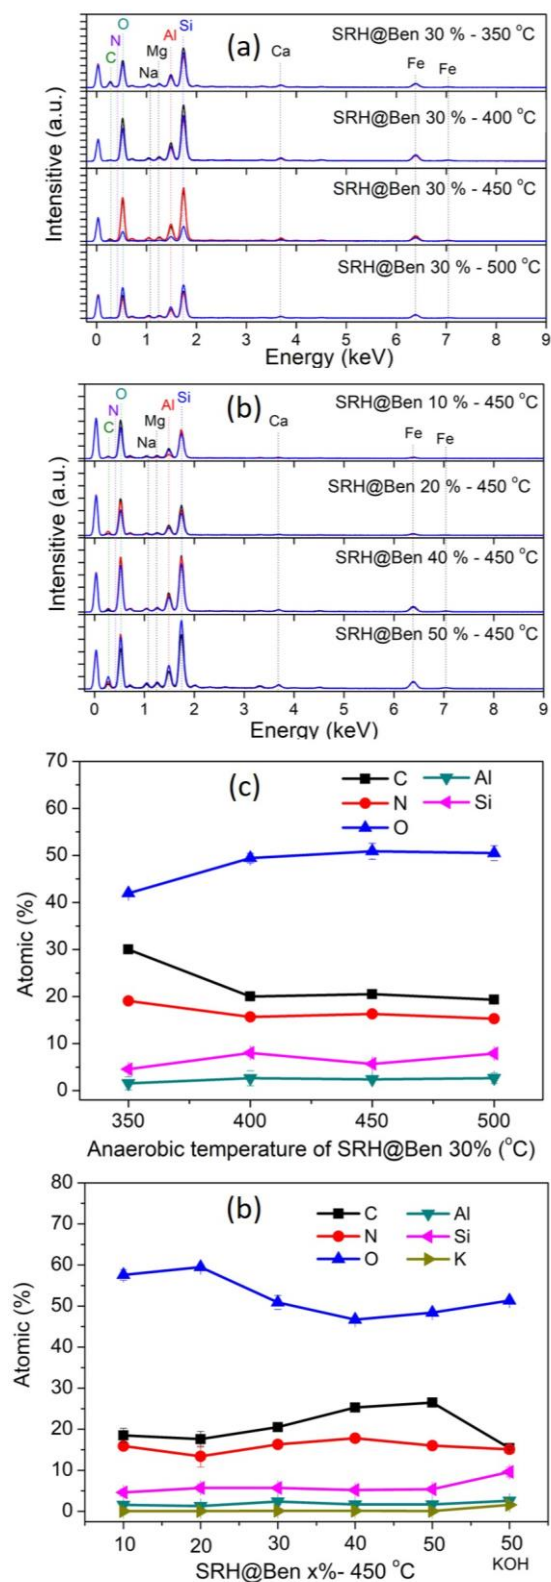 O
N
C
Na
Mg
Al
Si
(a)
Ca
Fe
Fe
SRH@Ben 30 % - 350 °C
SRH@Ben 30 % - 400 °C
SRH@Ben 30 % - 450 °C
SRH@Ben 30 % - 500 °C
Intensitive (a.u.)
0 1 2 3 4 5 6 7 8 9
Energy (keV)
O
N
C
Na
Mg
Al
Si
(b)
Ca
Fe
Fe
SRH@Ben 10 % - 450 °C
SRH@Ben 20 % - 450 °C
SRH@Ben 40 % - 450 °C
SRH@Ben 50 % - 450 °C
Intensitive (a.u.)
0 1 2 3 4 5 6 7 8 9
Energy (keV)
(c)
C Al
N Si
O
Atomic (%)
70
60
50
40
30
20
10
0
350 400 450 500
Anaerobic temperature of SRH@Ben 30% (°C)
(b)
C Al
N Si
O K
Atomic (%)
80
70
60
50
40
30
20
10
0
10 20 30 40 50 50
KOH
SRH@Ben x%- 450 °C